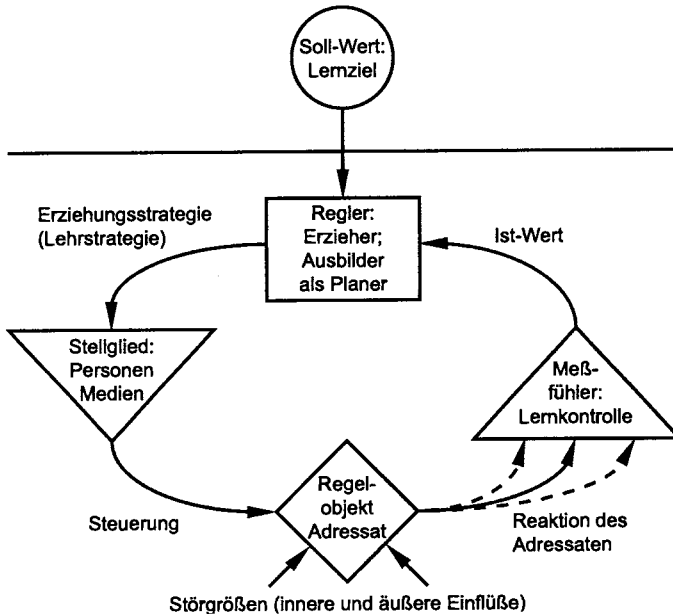 Soll-Wert:
Lernziel
Erziehungsstrategie
(Lehrstrategie)
Regler:
Erzieher;
Ausbilder
als Planer
Ist-Wert
Stellglied:
Personen
Medien
Meß-
fühler:
Lernkontrolle
Steuerung
Regel-
objekt
Adressat
Reaktion des
Adressaten
Störgrößen (innere und äußere Einflüße)